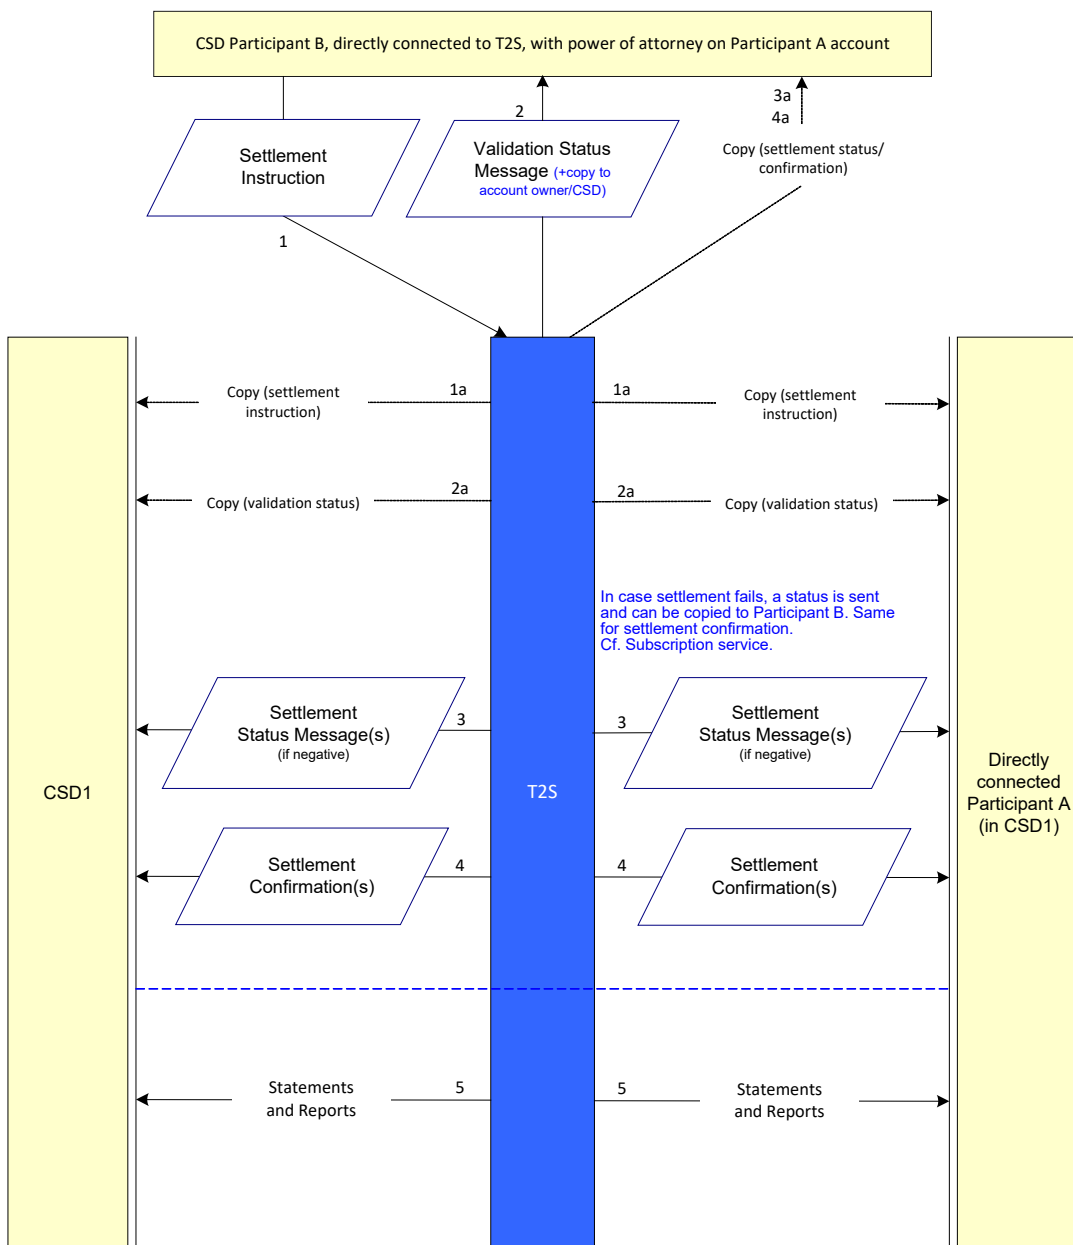 CSD Participant B, directly connected to T2S, with power of attorney on Participant A account
Settlement
Instruction
1
2
Validation Status
Message (+copy to
account owner/CSD)
3a
4a
Copy (settlement status/
confirmation)
Copy (settlement
instruction)
1a
1a
Copy (settlement
instruction)
Copy (validation status)
2a
2a
Copy (validation status)
In case settlement fails, a status is sent
and can be copied to Participant B. Same
for settlement confirmation.
Cf. Subscription service.
Settlement
Status Message(s)
(if negative)
3
3
Settlement
Status Message(s)
(if negative)
CSD1
T2S
Directly
connected
Participant A
(in CSD1)
Settlement
Confirmation(s)
4
4
Settlement
Confirmation(s)
Statements
and Reports
5
5
Statements
and Reports